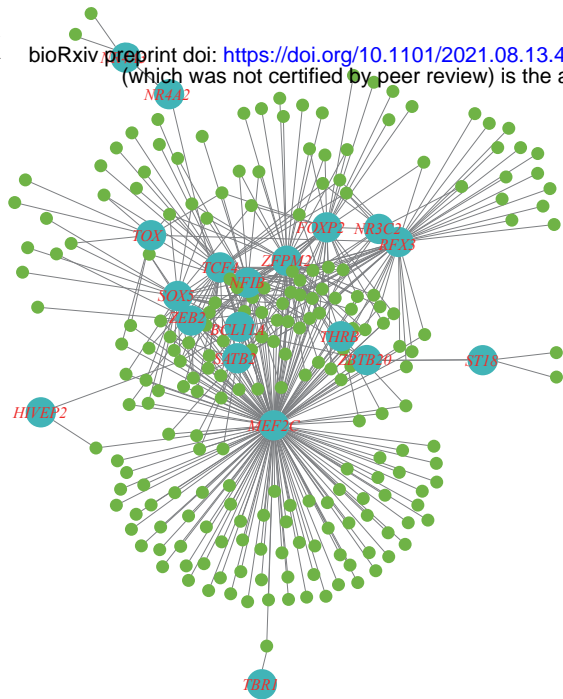 bioRxiv preprint doi: https://doi.org/10.1101/2021.08.13.4
(which was not certified by peer review) is the a
NR4A2
TOX
FOXP2
NR3C2
RFX3
TCF4
ZFPM2
NFIB
SOX5
ZEB2
BCL11A
THRB
SATB2
ZBTB20
ST18
HIVEP2
MEF2C
TBR1